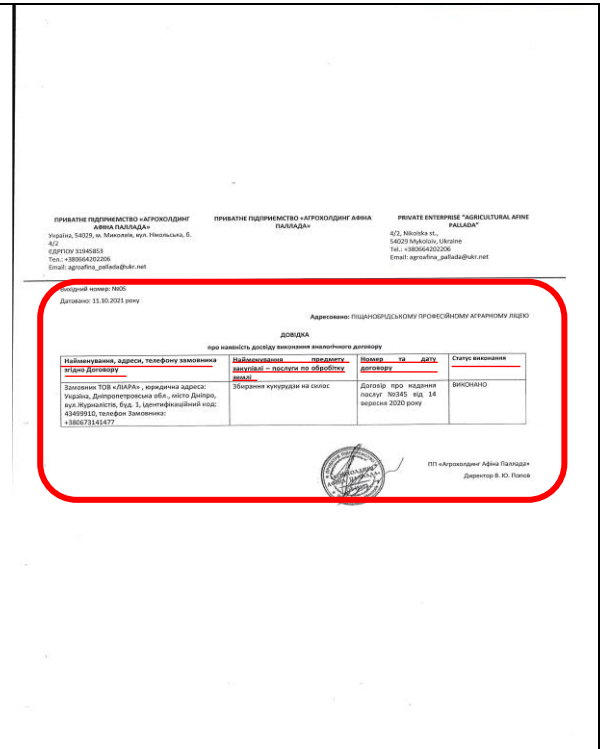 ПРИВАТНЕ ПІДПРИЄМСТВО «АГРОХОЛДИНГ
АФІНА ПАЛЛАДА»
Україна, 54029, м. Миколаїв, вул. Нікольська, б.
4/2
ЄДРПОУ 31945853
Тел.: +380664202206
Email: agroafina_pallada@ukr.net
ПРИВАТНЕ ПІДПРИЄМСТВО «АГРОХОЛДИНГ АФІНА
ПАЛЛАДА»
PRIVATE ENTERPRISE "AGRICULTURAL AFINE
PALLADA"
4/2, Nikolska st.,
54029 Mykolaiv, Ukraine
Tel.: +380664202206
Email: agroafina_pallada@ukr.net
Вихідний номер: №05
Датовано: 11.10.2021 року
Адресовано: ПІЩАНОБРІДСЬКОМУ ПРОФЕСІЙНОМУ АГРАРНОМУ ЛІЦЕЮ
ДОВІДКА
про наявність досвіду виконання аналогічного договору
Найменування, адреси, телефону замовника
згідно Договору
Найменування предмету
закупівлі – послуги по обробітку
землі
Номер та дату
договору
Статус виконання
Замовник ТОВ «ЛІАРА» , юридична адреса:
Україна, Дніпропетровська обл., місто Дніпро,
вул.Журналістів, буд. 1, ідентифікаційний код:
43499910, телефон Замовника:
+380673141477
Збирання кукурудзи на силос
Договір про надання
послуг №345 від 14
вересня 2020 року
ВИКОНАНО
ПП «Агрохолдинг Афіна Паллада»
Директор В. Ю. Попов